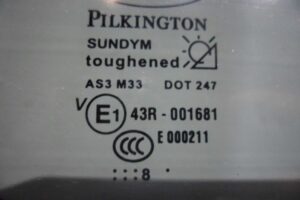 PILKINGTON
SUNDYM
toughened
AS3 M33 DOT 247
V E1 43R - 001681
CCC E 000211
:::8 •